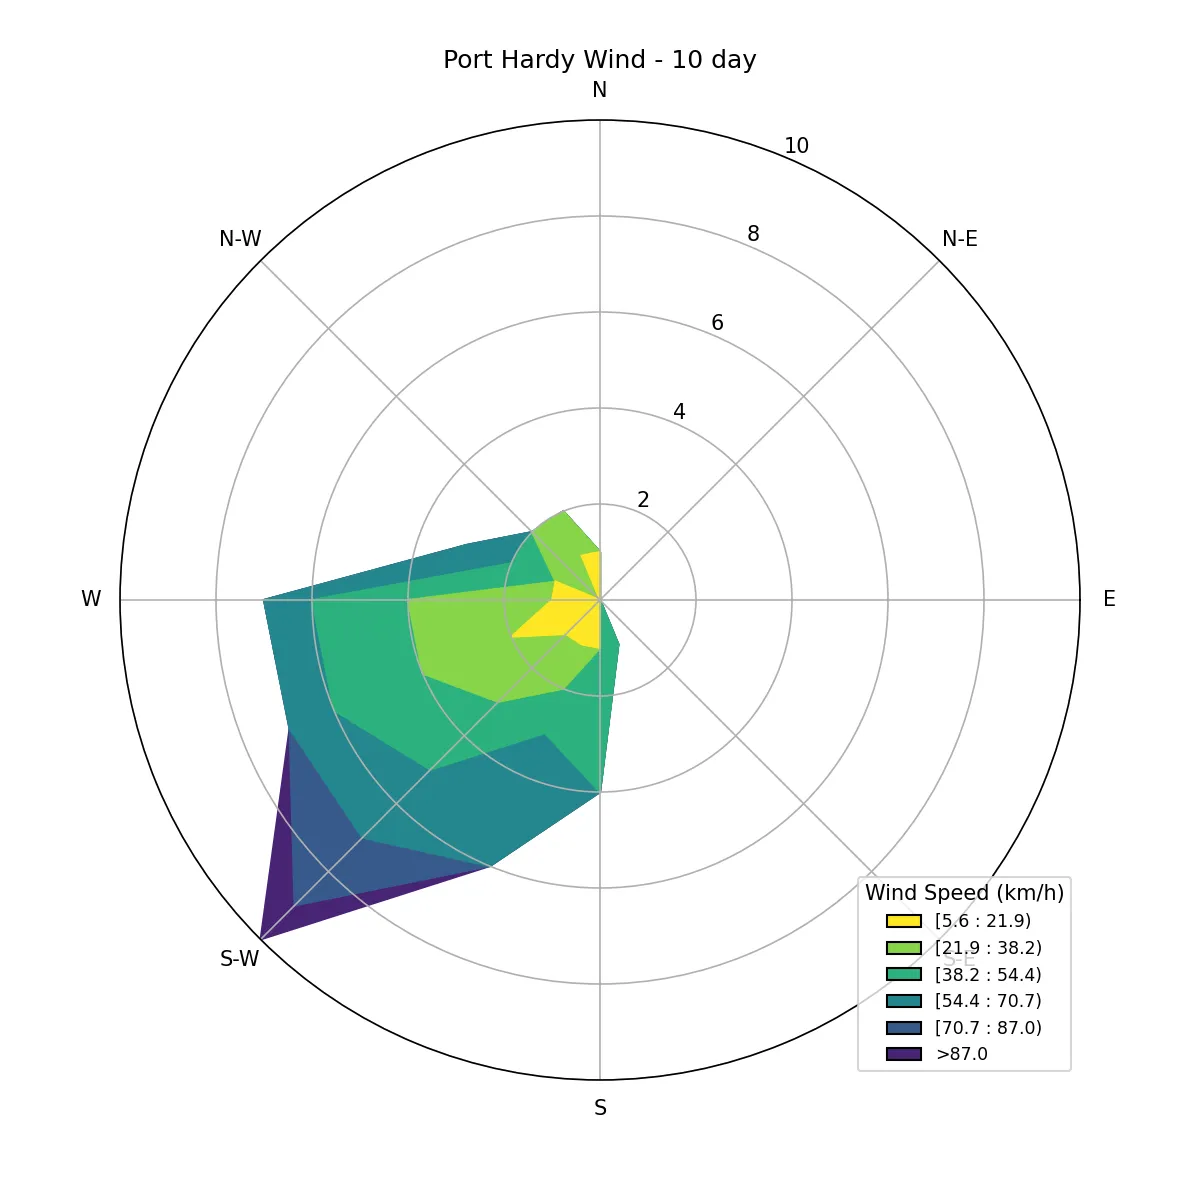 Port Hardy Wind - 10 day
N
10
N-W
N-E
8
6
4
2
W
E
S-W
S-E
S
Wind Speed (km/h)
[5.6 : 21.9)
[21.9 : 38.2)
[38.2 : 54.4)
[54.4 : 70.7)
[70.7 : 87.0)
>87.0